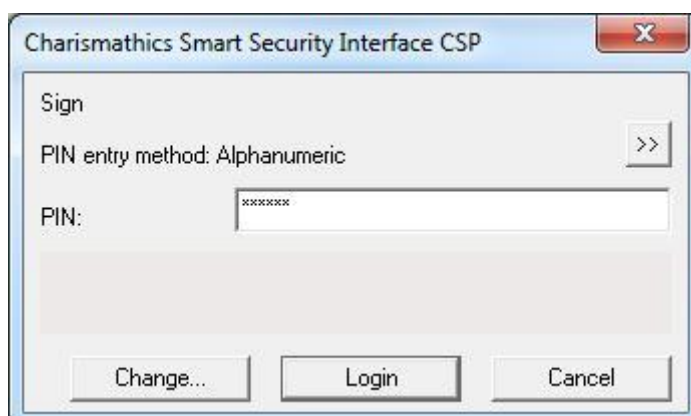 Charismathics Smart Security Interface CSP
Sign
PIN entry method: Alphanumeric
>>
PIN: ******
Change... Login Cancel